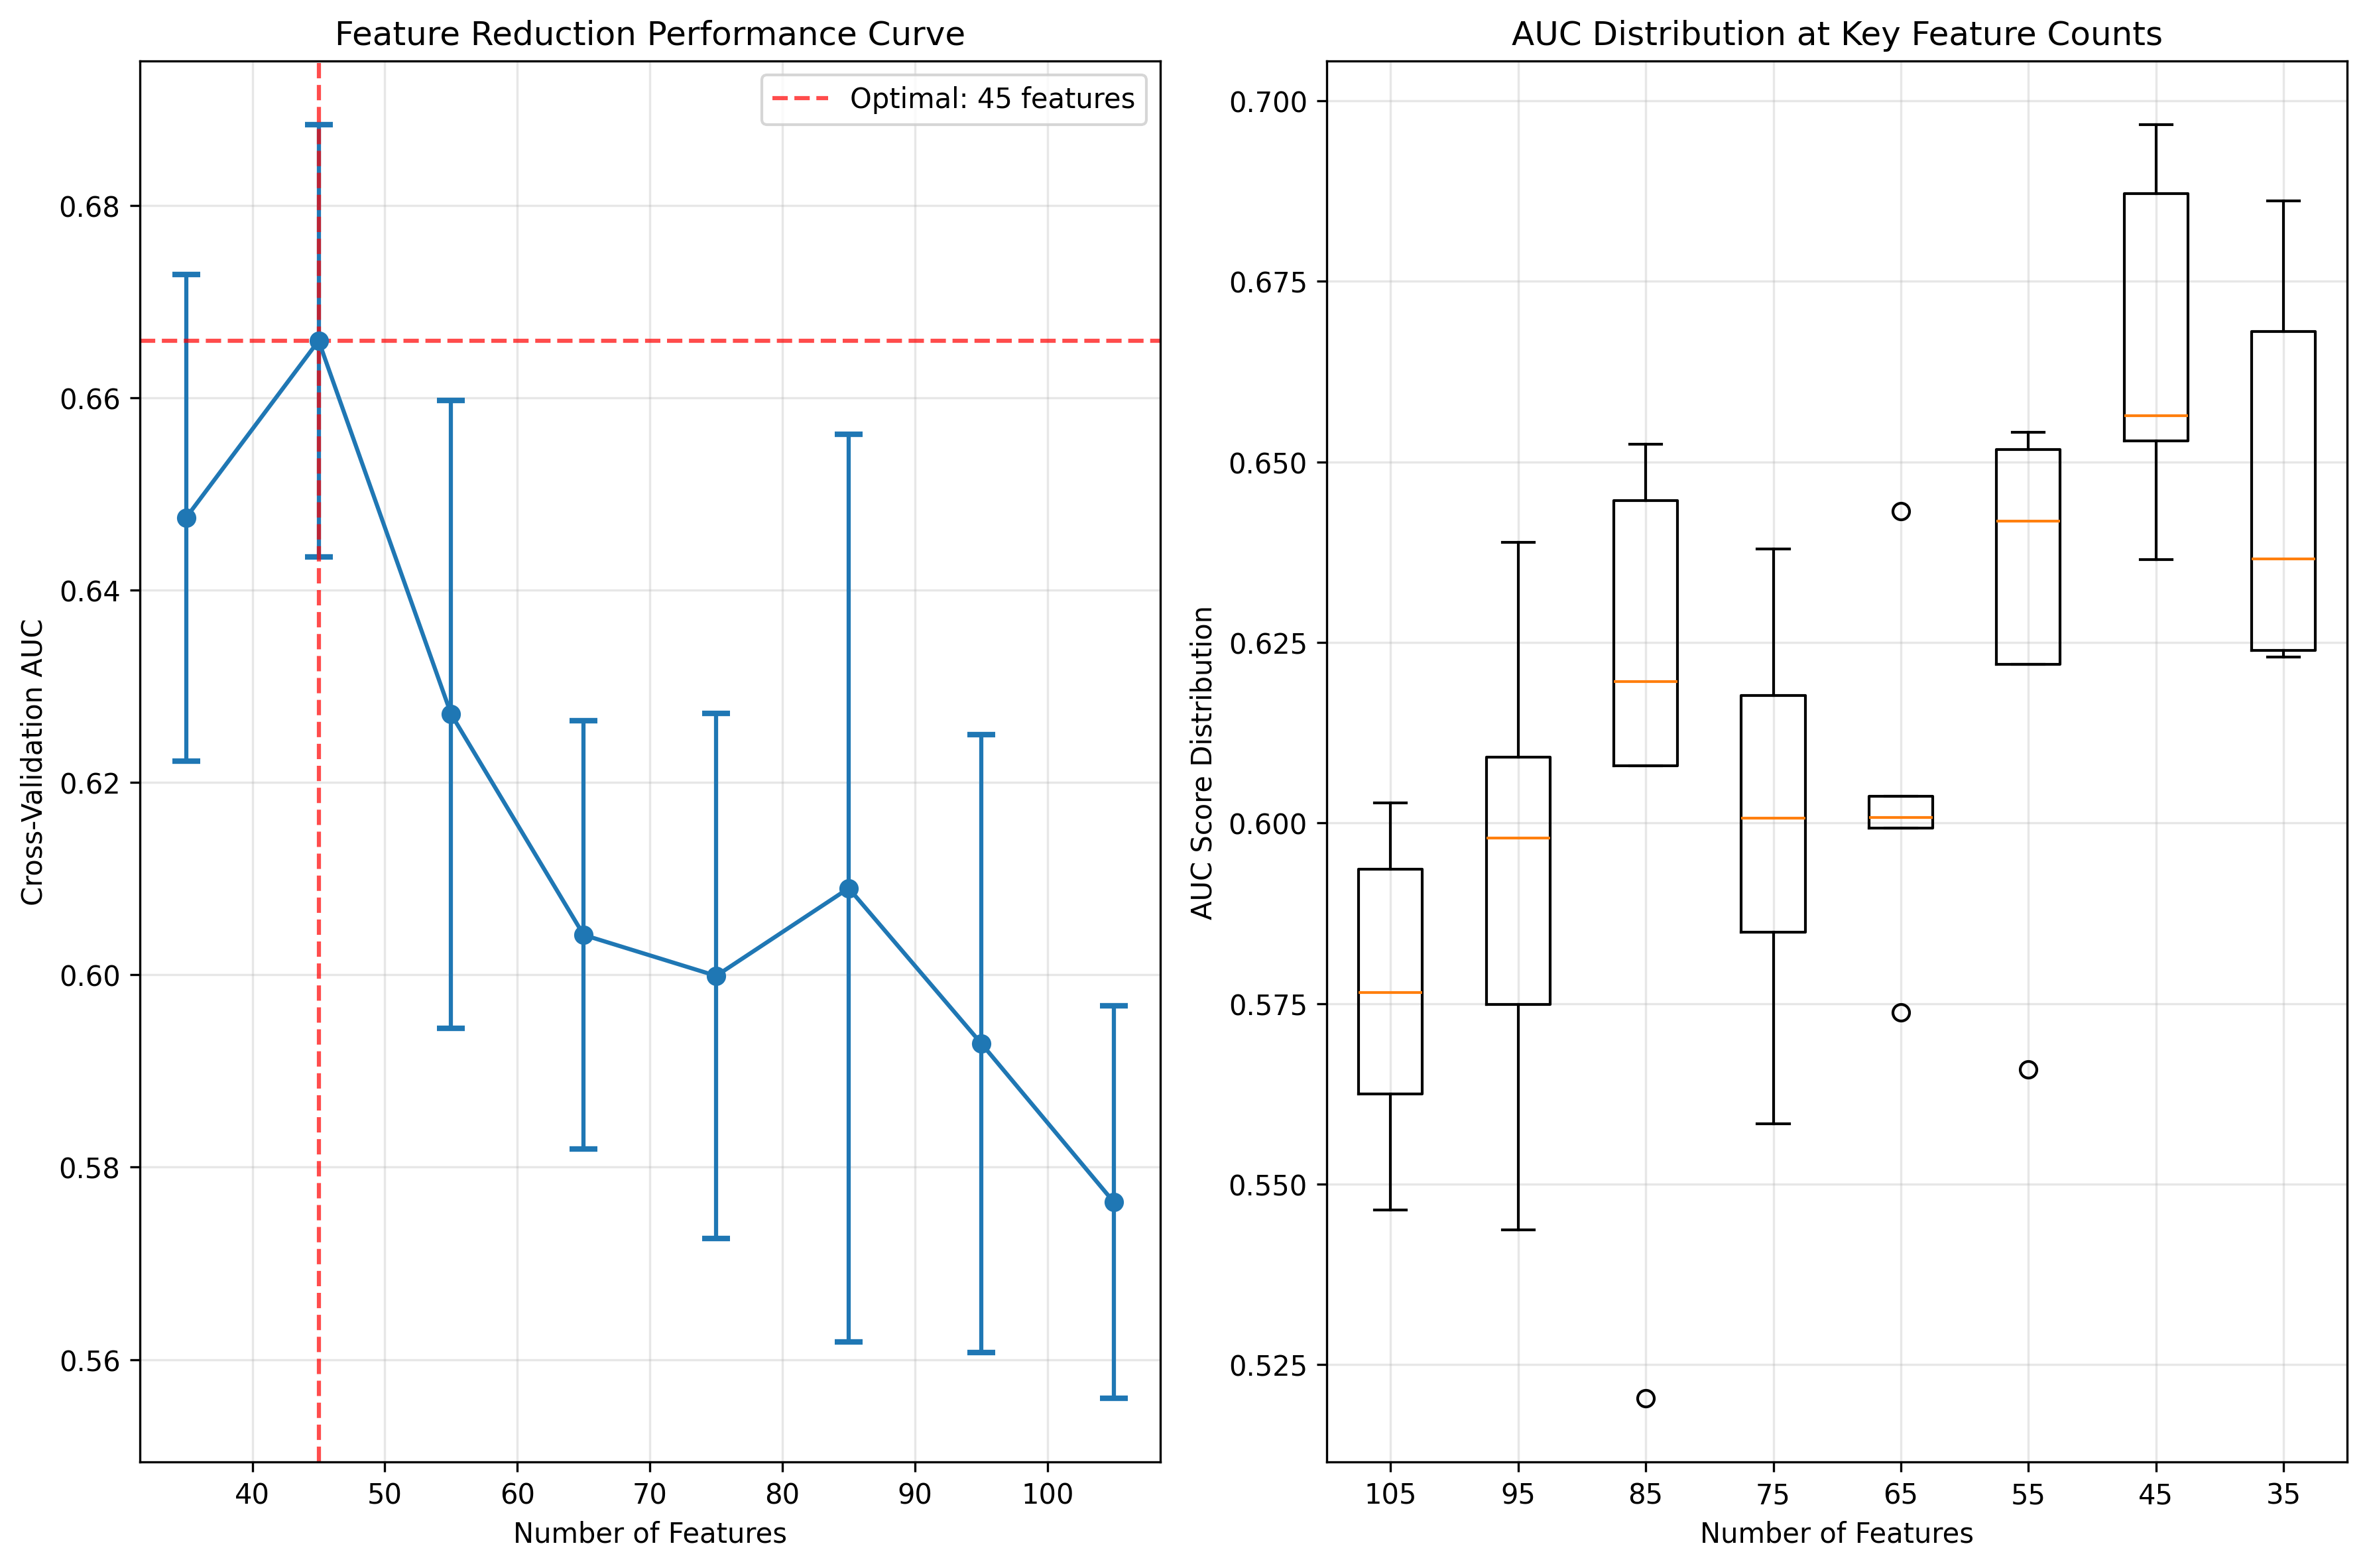 Feature Reduction Performance Curve
Optimal: 45 features
Cross-Validation AUC
0.68
0.66
0.64
0.62
0.60
0.58
0.56
40 50 60 70 80 90 100
Number of Features
AUC Distribution at Key Feature Counts
AUC Score Distribution
0.700
0.675
0.650
0.625
0.600
0.575
0.550
0.525
105 95 85 75 65 55 45 35
Number of Features